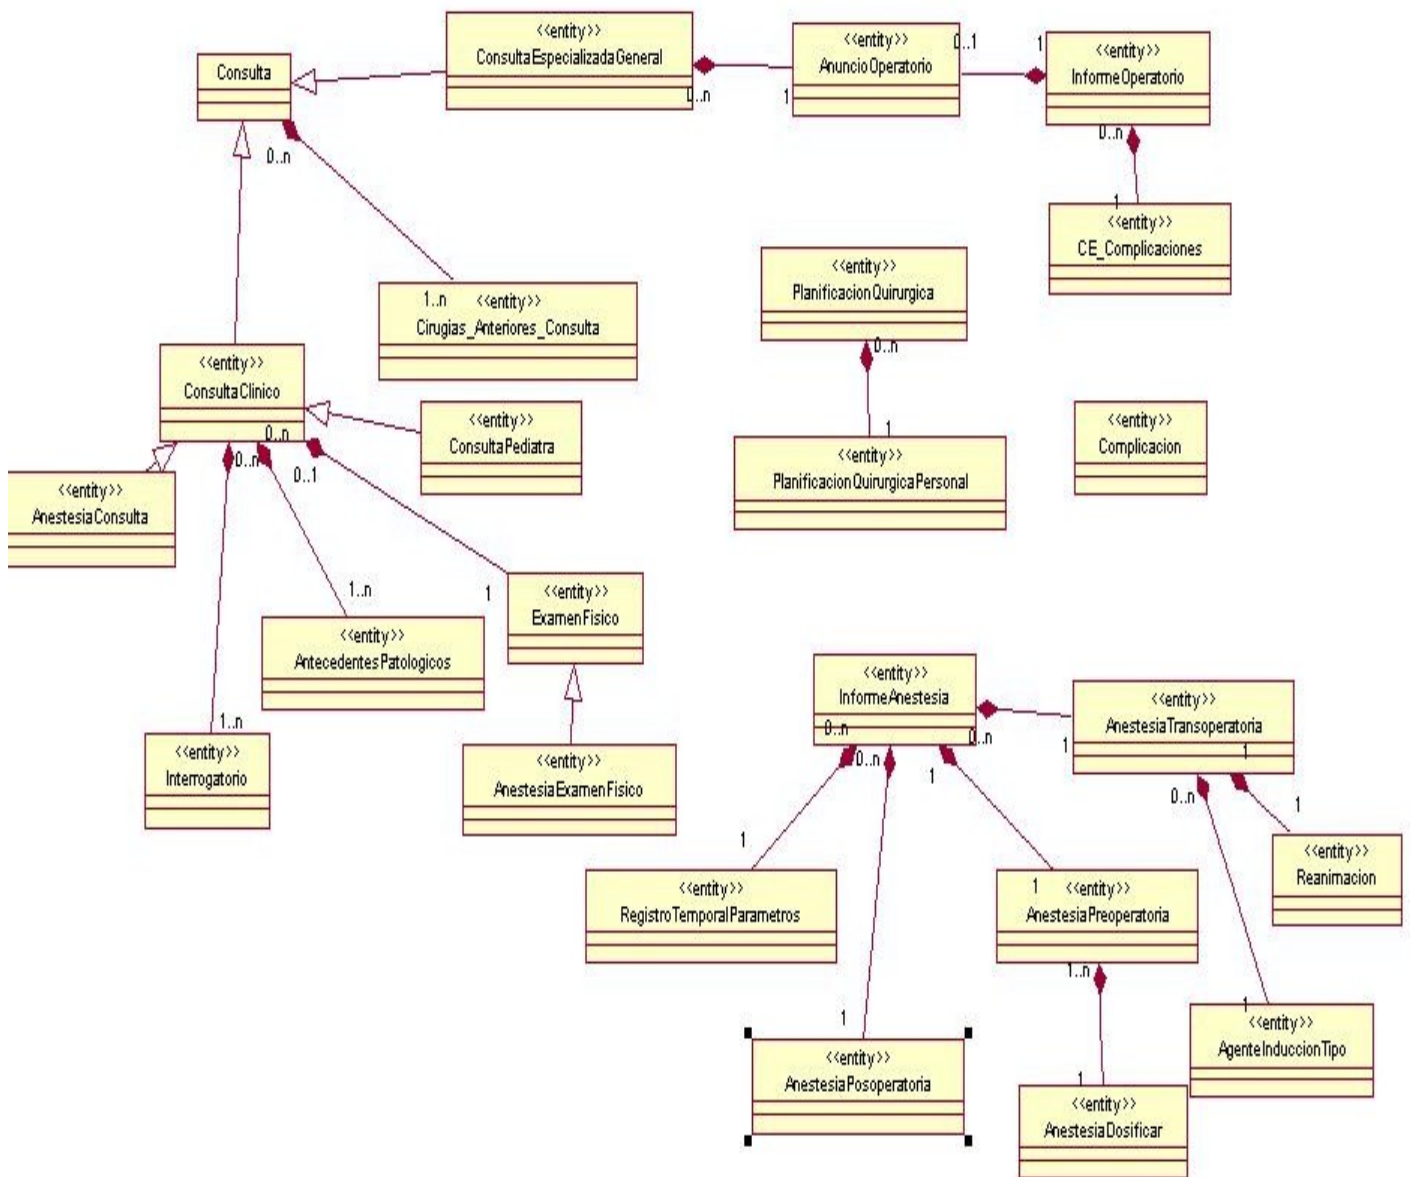 <<entity>>
ConsultaEspecializadaGeneral
0..n
1
<<entity>>
AnuncioOperatorio
0..1
1
<<entity>>
InformeOperatorio
0..n
1
Consulta
0..n
<<entity>>
CE_Complicaciones
<<entity>>
PlanificacionQuirurgica
0..n
1
1..n
<<entity>>
Cirugias_Anteriores_Consulta
<<entity>>
ConsultaClinico
0..n
0..n
0..1
<<entity>>
ConsultaPediatra
<<entity>>
Complicacion
<<entity>>
PlanificacionQuirurgicaPersonal
<<entity>>
AnestesiaConsulta
1..n
1
<<entity>>
ExamenFisico
<<entity>>
AntecedentesPatologicos
1..n
<<entity>>
Interrogatorio
<<entity>>
AnestesiaExamenFisico
<<entity>>
InformeAnestesia
0..n
0..n
0..n
1
1
<<entity>>
AnestesiaTransoperatoria
1
0..n
1
<<entity>>
Reanimacion
1
<<entity>>
RegistroTemporalParametros
1
<<entity>>
AnestesiaPreoperatoria
1..n
1
1
<<entity>>
AnestesiaPosoperatoria
1
<<entity>>
AgenteInduccionTipo
<<entity>>
AnestesiaDosificar